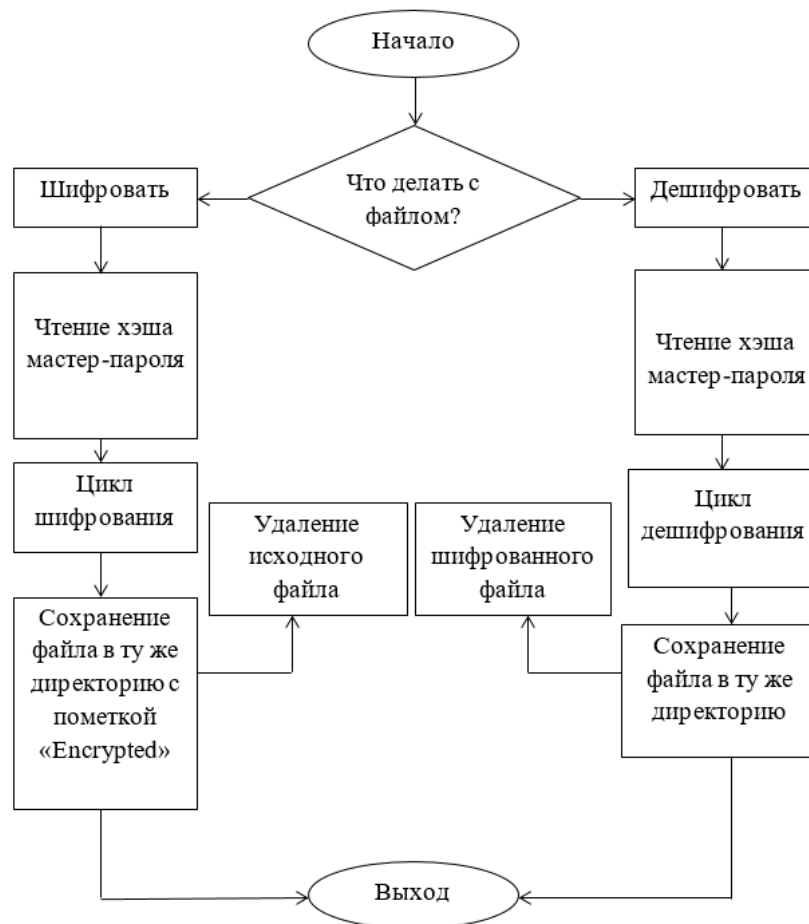 Начало
Что делать с
файлом?
Шифровать
Дешифровать
Чтение хэша
мастер-пароля
Чтение хэша
мастер-пароля
Цикл
шифрования
Цикл
дешифрования
Удаление
исходного
файла
Удаление
шифрованного
файла
Сохранение
файла в ту же
директорию с
пометкой
«Encrypted»
Сохранение
файла в ту же
директорию
Выход